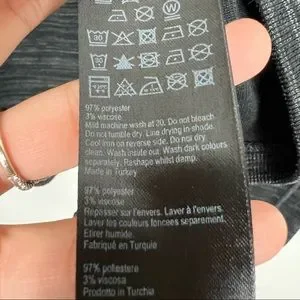 97% polyester
3% viscose
Mild machine wash at 30. Do not bleach
Do not tumble dry. Line drying in shade.
Cool iron on reverse side. Do not dry
clean. Wash inside out. Wash dark colours
separately. Reshape whilst damp.
Made in Turkey
97% polyester
3% viscose
Repasser sur l'envers. Laver à l'envers.
Laver les couleurs foncées separement.
Etirer humide.
Fabriqué en Turquie
97% poliestere
3% viscosa
Prodotto in Turchia